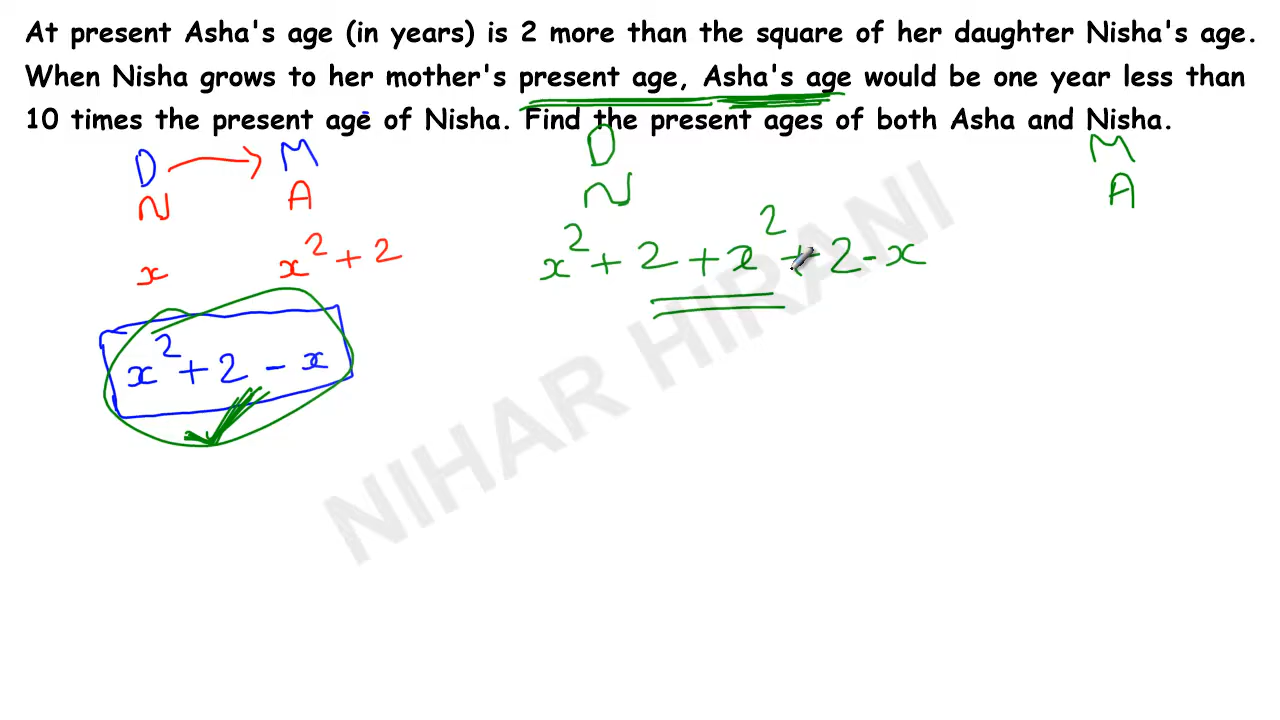 At present Asha's age (in years) is 2 more than the square of her daughter Nisha's age.
When Nisha grows to her mother's present age, Asha's age would be one year less than
10 times the present age of Nisha. Find the present ages of both Asha and Nisha.
D → M D M
N A N A
x x² + 2 x² + 2 + x² + 2 - x
x² + 2 - x
NIHAR HIRANI